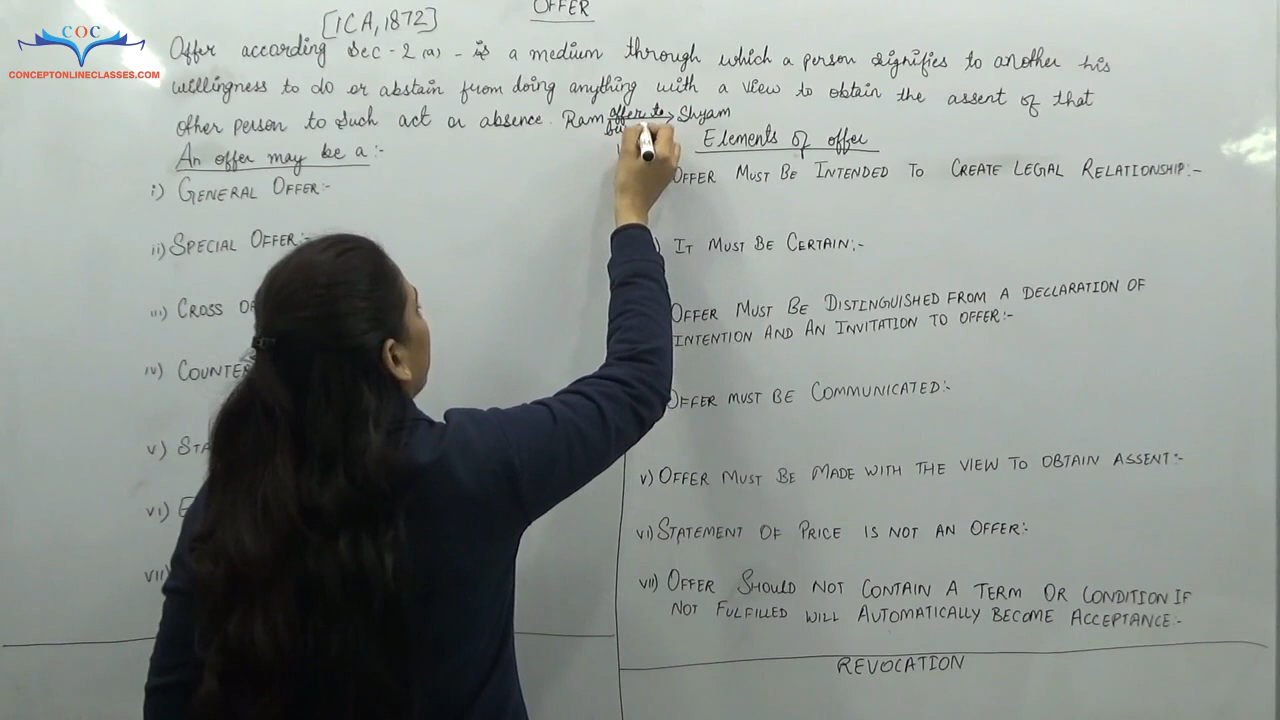 COC
CONCEPTONLINECLASSES.COM
OFFER
[ICA, 1872]
Offer according Sec - 2 (a) - is a medium through which a person signifies to another his
willingness to do or abstain from doing anything with a view to obtain the assent of that
other person to such act or absence. Ram offer to Shyam
An offer may be a:-
i) GENERAL OFFER:-
ii) SPECIAL OFFER:-
iii) CROSS
iv) COUNTER
v)
vi)
vii)
Elements of offer
OFFER MUST BE INTENDED TO CREATE LEGAL RELATIONSHIP:-
IT MUST BE CERTAIN:-
OFFER MUST BE DISTINGUISHED FROM A DECLARATION OF
INTENTION AND AN INVITATION TO OFFER:-
OFFER MUST BE COMMUNICATED:-
v) OFFER MUST BE MADE WITH THE VIEW TO OBTAIN ASSENT:-
vi) STATEMENT OF PRICE IS NOT AN OFFER:-
vii) OFFER SHOULD NOT CONTAIN A TERM OR CONDITION IF
NOT FULFILLED WILL AUTOMATICALLY BECOME ACCEPTANCE:-
REVOCATION